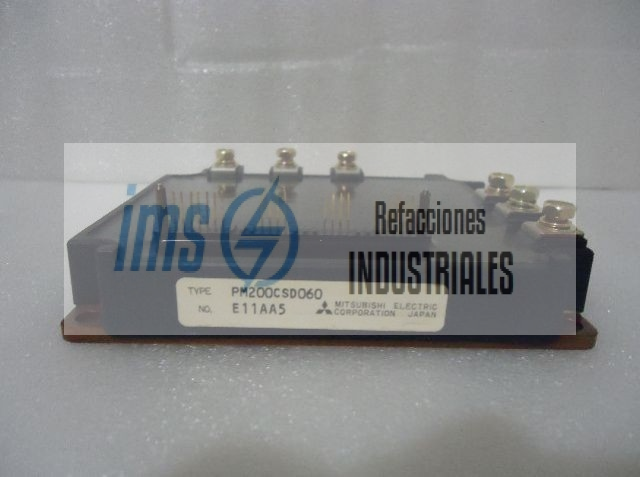 ims
Refacciones
INDUSTRIALES
TYPE PM200CSD060
NO. E11AA5
MITSUBISHI ELECTRIC
CORPORATION JAPAN